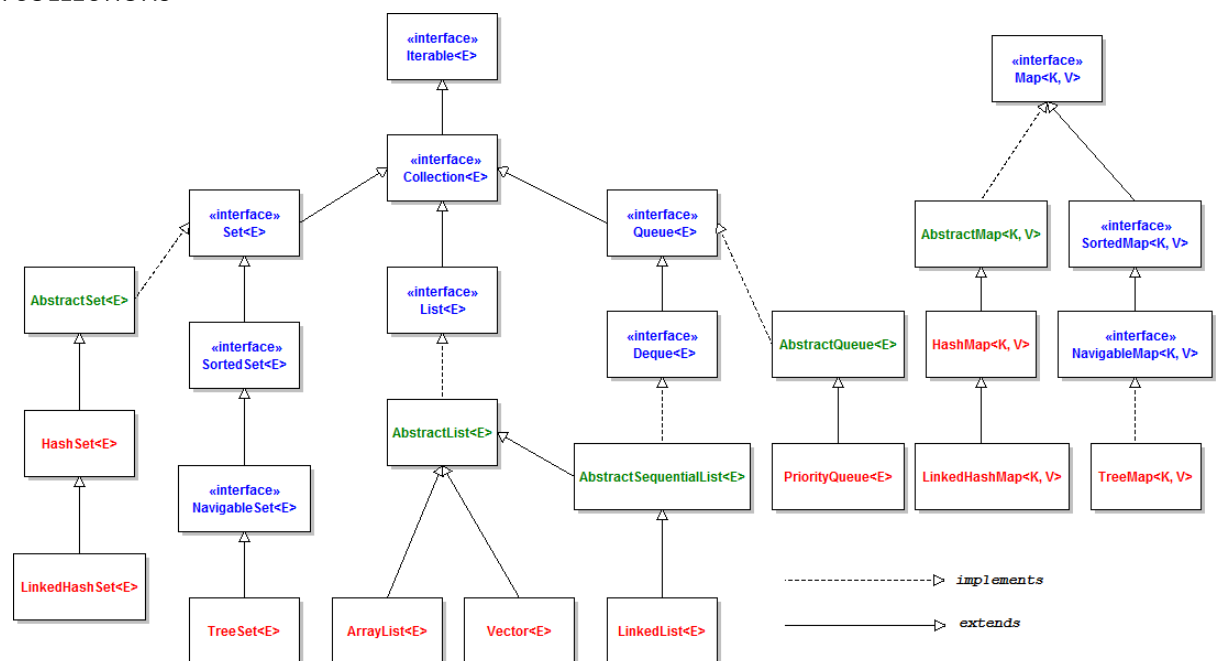 «interface»
Iterable<E>
«interface»
Map<K, V>
«interface»
Collection<E>
«interface»
Set<E>
«interface»
Queue<E>
AbstractMap<K, V>
«interface»
SortedMap<K, V>
AbstractSet<E>
«interface»
List<E>
«interface»
SortedSet<E>
«interface»
Deque<E>
AbstractQueue<E>
HashMap<K, V>
«interface»
NavigableMap<K, V>
HashSet<E>
AbstractList<E>
«interface»
NavigableSet<E>
AbstractSequentialList<E>
PriorityQueue<E>
LinkedHashMap<K, V>
TreeMap<K, V>
LinkedHashSet<E>
TreeSet<E>
ArrayList<E>
Vector<E>
LinkedList<E>
implements
extends